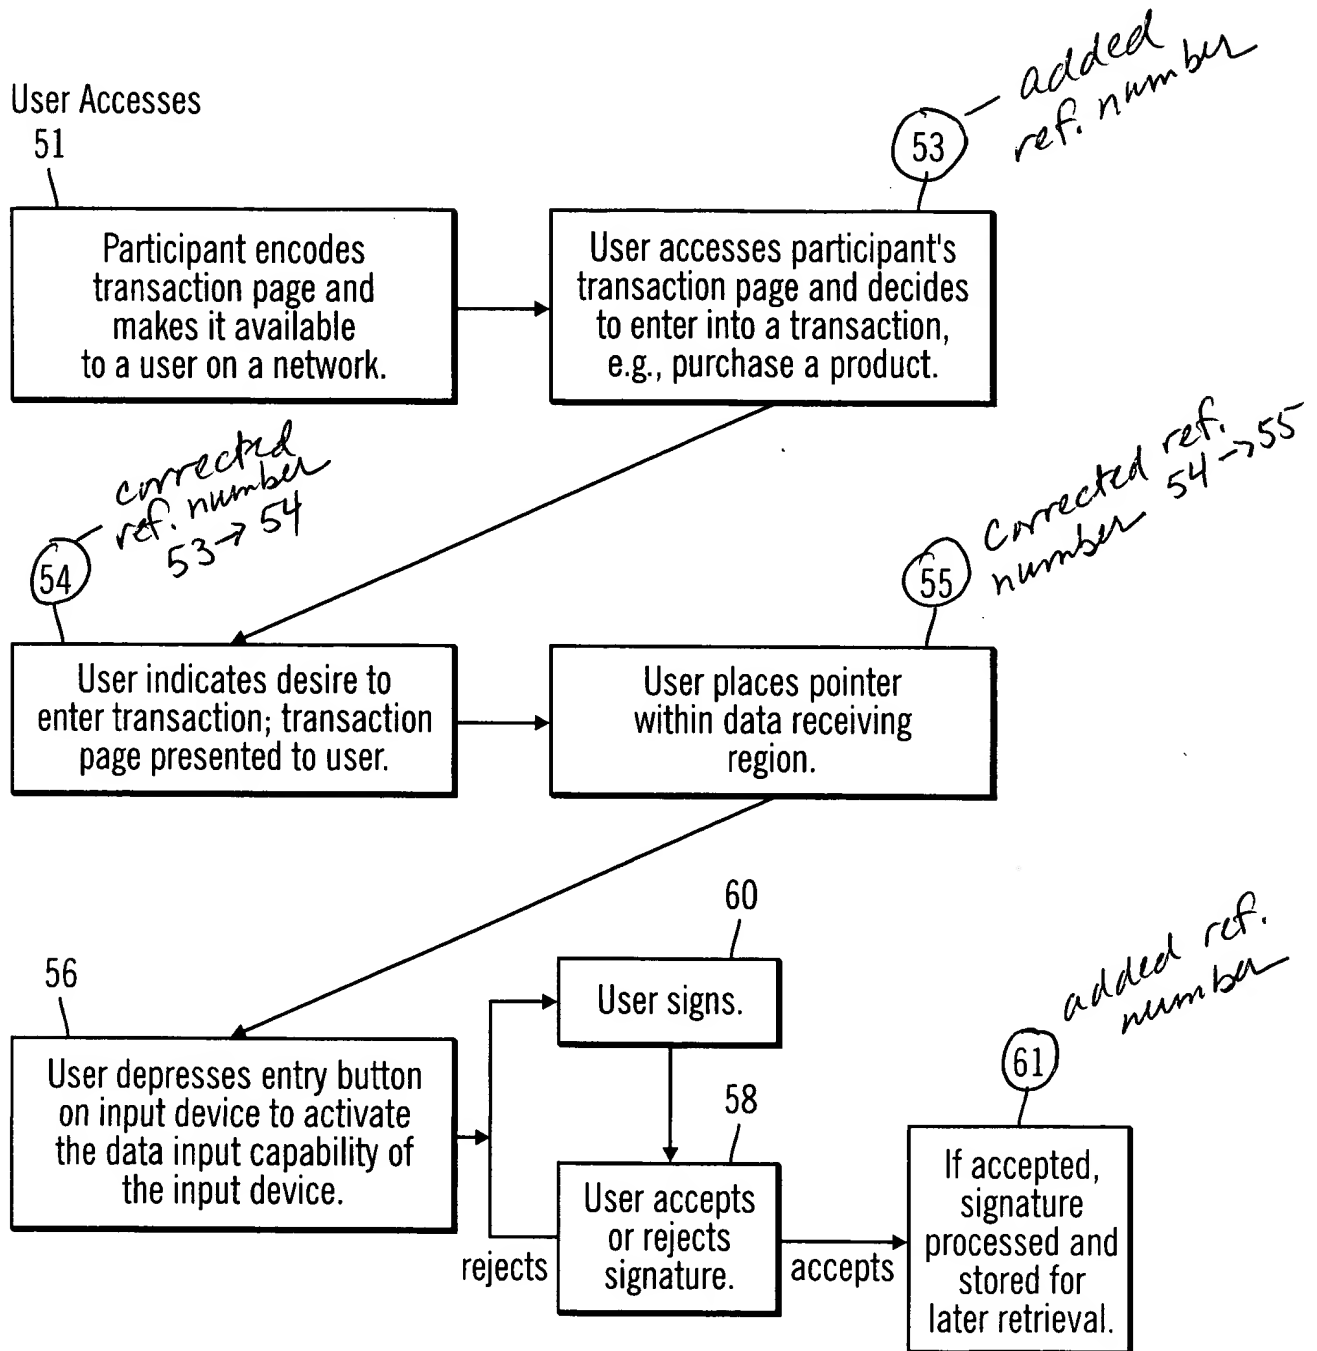 User Accesses
51
53
added
ref. number
Participant encodes
transaction page and
makes it available
to a user on a network.
User accesses participant's
transaction page and decides
to enter into a transaction,
e.g., purchase a product.
54
corrected
ref. number
53→54
55
Corrected ref.
number 54→55
User indicates desire to
enter transaction; transaction
page presented to user.
User places pointer
within data receiving
region.
56
User depresses entry button
on input device to activate
the data input capability of
the input device.
60
User signs.
58
User accepts
or rejects
signature.
rejects
accepts
61
added ref.
number
If accepted,
signature
processed and
stored for
later retrieval.